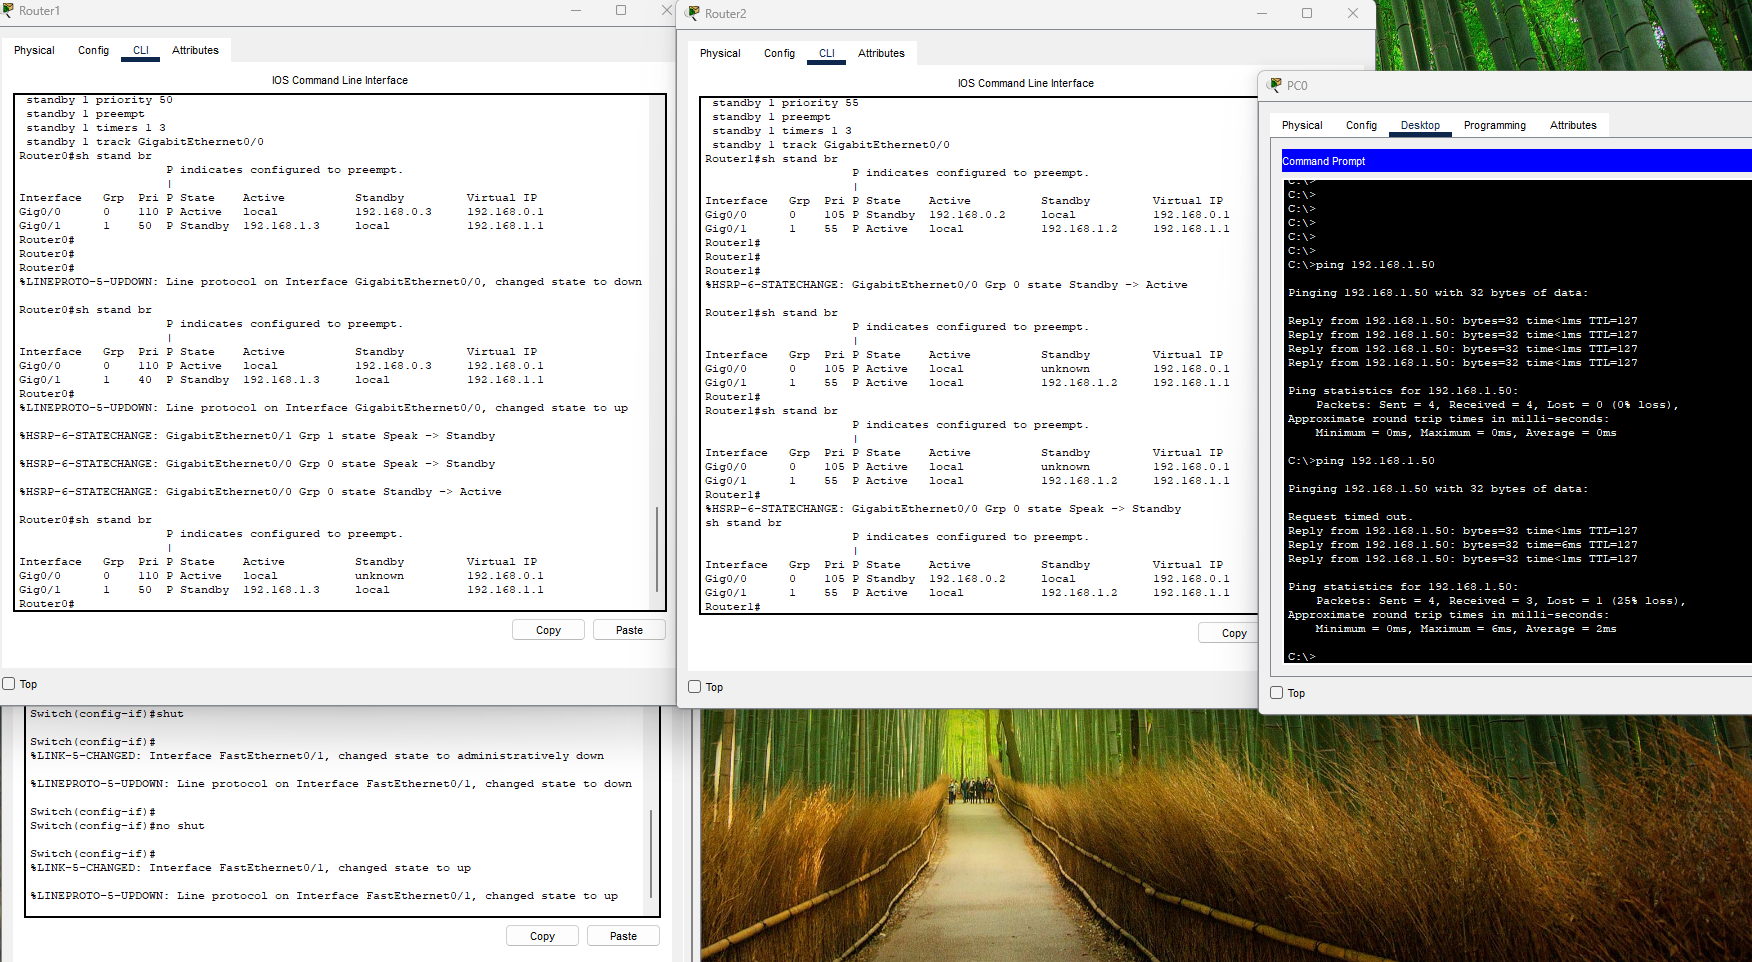 Router1
Physical Config CLI Attributes
IOS Command Line Interface
standby 1 priority 50
standby 1 preempt
standby 1 timers 1 3
standby 1 track GigabitEthernet0/0
Router0#sh stand br
P indicates configured to preempt.
|
Interface Grp Pri P State Active Standby Virtual IP
Gig0/0 0 110 P Active local 192.168.0.3 192.168.0.1
Gig0/1 1 50 P Standby 192.168.1.3 local 192.168.1.1
Router0#
Router0#
Router0#
%LINEPROTO-5-UPDOWN: Line protocol on Interface GigabitEthernet0/0, changed state to down
Router0#sh stand br
P indicates configured to preempt.
|
Interface Grp Pri P State Active Standby Virtual IP
Gig0/0 0 110 P Active local 192.168.0.3 192.168.0.1
Gig0/1 1 40 P Standby 192.168.1.3 local 192.168.1.1
Router0#
%LINEPROTO-5-UPDOWN: Line protocol on Interface GigabitEthernet0/0, changed state to up
%HSRP-6-STATECHANGE: GigabitEthernet0/1 Grp 1 state Speak -> Standby
%HSRP-6-STATECHANGE: GigabitEthernet0/0 Grp 0 state Speak -> Standby
%HSRP-6-STATECHANGE: GigabitEthernet0/0 Grp 0 state Standby -> Active
Router0#sh stand br
P indicates configured to preempt.
|
Interface Grp Pri P State Active Standby Virtual IP
Gig0/0 0 110 P Active local unknown 192.168.0.1
Gig0/1 1 50 P Standby 192.168.1.3 local 192.168.1.1
Router0#
Copy Paste
Top
Switch(config-if)#shut
Switch(config-if)#
%LINK-5-CHANGED: Interface FastEthernet0/1, changed state to administratively down
%LINEPROTO-5-UPDOWN: Line protocol on Interface FastEthernet0/1, changed state to down
Switch(config-if)#
Switch(config-if)#no shut
Switch(config-if)#
%LINK-5-CHANGED: Interface FastEthernet0/1, changed state to up
%LINEPROTO-5-UPDOWN: Line protocol on Interface FastEthernet0/1, changed state to up
Copy Paste
Router2
Physical Config CLI Attributes
IOS Command Line Interface
standby 1 priority 55
standby 1 preempt
standby 1 timers 1 3
standby 1 track GigabitEthernet0/0
Router1#sh stand br
P indicates configured to preempt.
|
Interface Grp Pri P State Active Standby Virtual IP
Gig0/0 0 105 P Standby 192.168.0.2 local 192.168.0.1
Gig0/1 1 55 P Active local 192.168.1.2 192.168.1.1
Router1#
Router1#
Router1#
%HSRP-6-STATECHANGE: GigabitEthernet0/0 Grp 0 state Standby -> Active
Router1#sh stand br
P indicates configured to preempt.
|
Interface Grp Pri P State Active Standby Virtual IP
Gig0/0 0 105 P Active local unknown 192.168.0.1
Gig0/1 1 55 P Active local 192.168.1.2 192.168.1.1
Router1#
Router1#sh stand br
P indicates configured to preempt.
|
Interface Grp Pri P State Active Standby Virtual IP
Gig0/0 0 105 P Active local unknown 192.168.0.1
Gig0/1 1 55 P Active local 192.168.1.2 192.168.1.1
Router1#
%HSRP-6-STATECHANGE: GigabitEthernet0/0 Grp 0 state Speak -> Standby
sh stand br
P indicates configured to preempt.
|
Interface Grp Pri P State Active Standby Virtual IP
Gig0/0 0 105 P Standby 192.168.0.2 local 192.168.0.1
Gig0/1 1 55 P Active local 192.168.1.2 192.168.1.1
Router1#
Copy
Top
PC0
Physical Config Desktop Programming Attributes
Command Prompt
C:\>
C:\>
C:\>
C:\>
C:\>
C:\>
C:\>ping 192.168.1.50
Pinging 192.168.1.50 with 32 bytes of data:
Reply from 192.168.1.50: bytes=32 time<1ms TTL=127
Reply from 192.168.1.50: bytes=32 time<1ms TTL=127
Reply from 192.168.1.50: bytes=32 time<1ms TTL=127
Reply from 192.168.1.50: bytes=32 time<1ms TTL=127
Ping statistics for 192.168.1.50:
Packets: Sent = 4, Received = 4, Lost = 0 (0% loss),
Approximate round trip times in milli-seconds:
Minimum = 0ms, Maximum = 0ms, Average = 0ms
C:\>ping 192.168.1.50
Pinging 192.168.1.50 with 32 bytes of data:
Request timed out.
Reply from 192.168.1.50: bytes=32 time<1ms TTL=127
Reply from 192.168.1.50: bytes=32 time=6ms TTL=127
Reply from 192.168.1.50: bytes=32 time<1ms TTL=127
Ping statistics for 192.168.1.50:
Packets: Sent = 4, Received = 3, Lost = 1 (25% loss),
Approximate round trip times in milli-seconds:
Minimum = 0ms, Maximum = 6ms, Average = 2ms
C:\>
Top